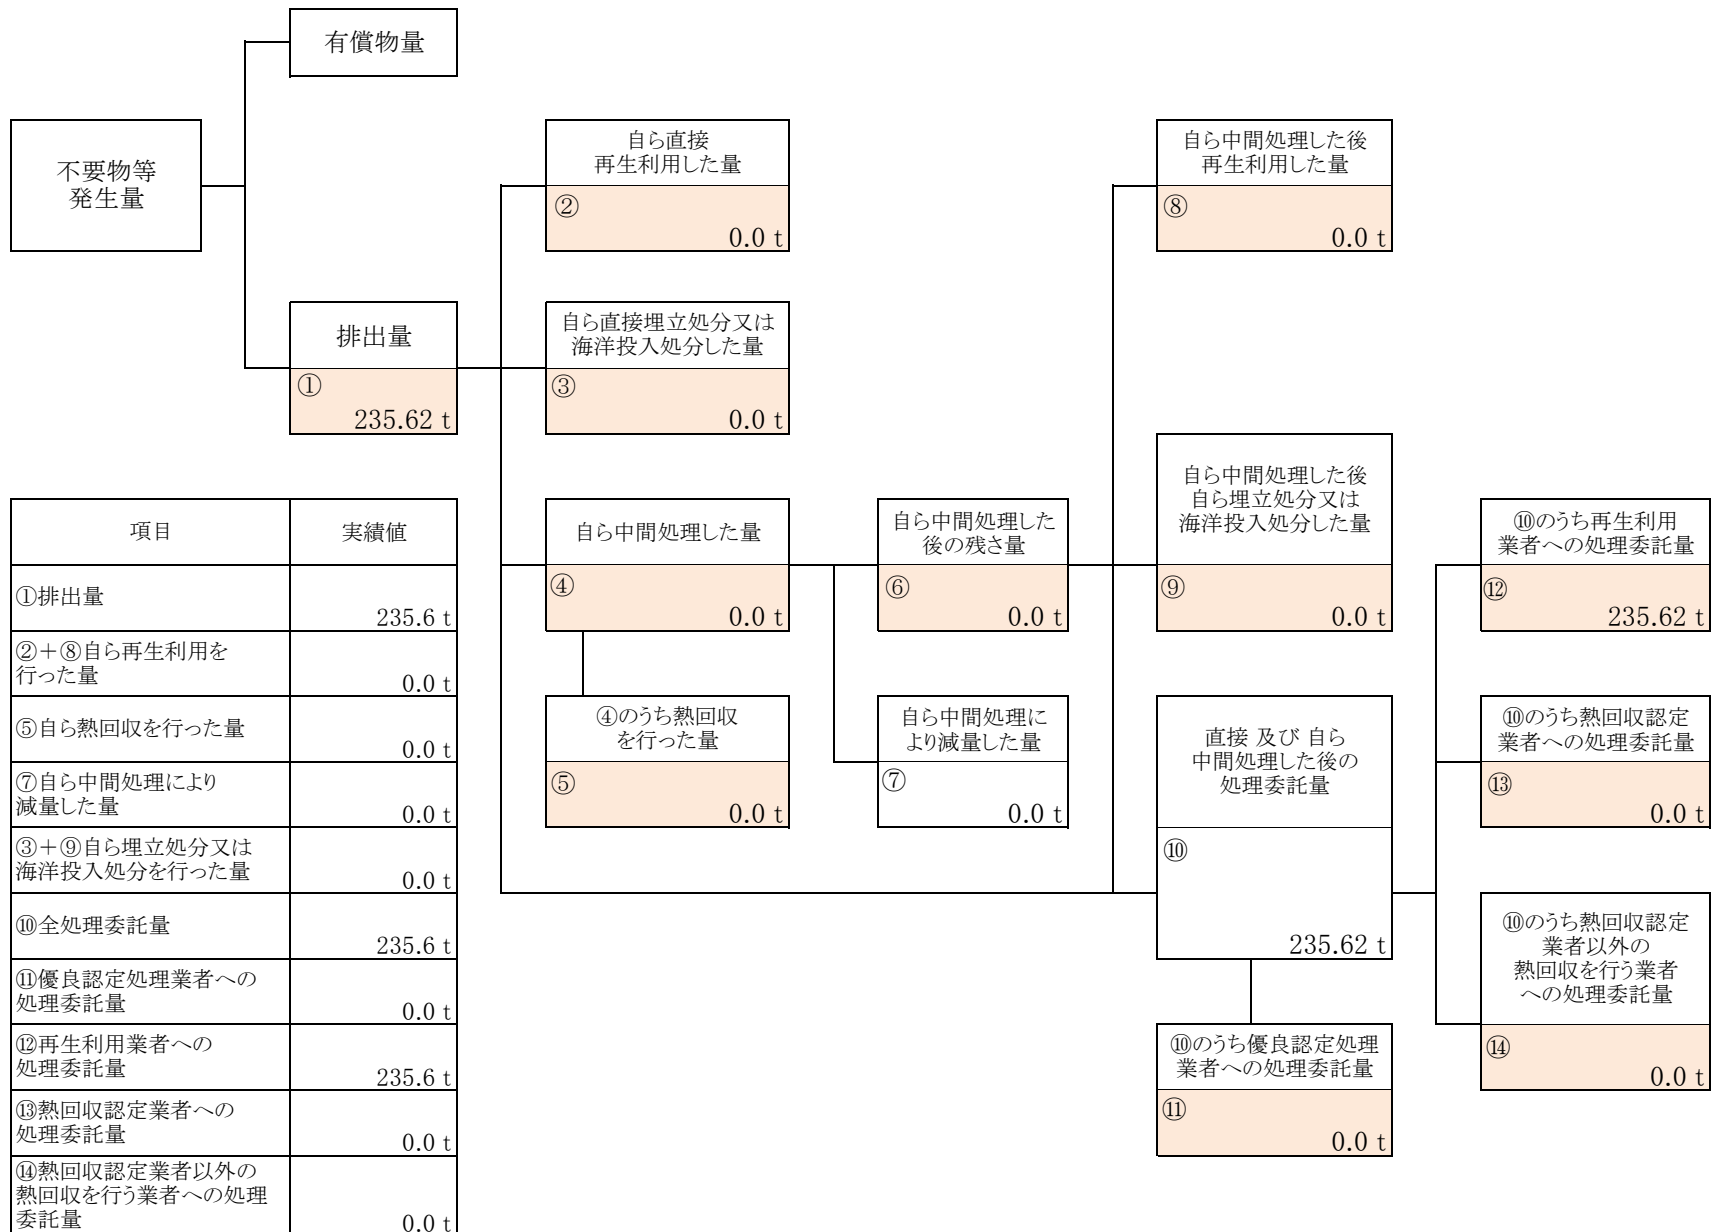 有償物量
不要物等
発生量
自ら直接
再生利用した量
②
0.0 t
自ら中間処理した後
再生利用した量
⑧
0.0 t
排出量
①
235.62 t
自ら直接埋立処分又は
海洋投入処分した量
③
0.0 t
自ら中間処理した量
④
0.0 t
自ら中間処理した
後の残さ量
⑥
0.0 t
自ら中間処理した後
自ら埋立処分又は
海洋投入処分した量
⑨
0.0 t
⑩のうち再生利用
業者への処理委託量
⑫
235.62 t
④のうち熱回収
を行った量
⑤
0.0 t
自ら中間処理に
より減量した量
⑦
0.0 t
直接 及び 自ら
中間処理した後の
処理委託量
⑩
235.62 t
⑩のうち熱回収認定
業者への処理委託量
⑬
0.0 t
⑩のうち熱回収認定
業者以外の
熱回収を行う業者
への処理委託量
⑭
0.0 t
⑩のうち優良認定処理
業者への処理委託量
⑪
0.0 t
項目 実績値
①排出量
235.6 t
②＋⑧自ら再生利用を
行った量
0.0 t
⑤自ら熱回収を行った量
0.0 t
⑦自ら中間処理により
減量した量
0.0 t
③＋⑨自ら埋立処分又は
海洋投入処分を行った量
0.0 t
⑩全処理委託量
235.6 t
⑪優良認定処理業者への
処理委託量
0.0 t
⑫再生利用業者への
処理委託量
235.6 t
⑬熱回収認定業者への
処理委託量
0.0 t
⑭熱回収認定業者以外の
熱回収を行う業者への処理
委託量
0.0 t